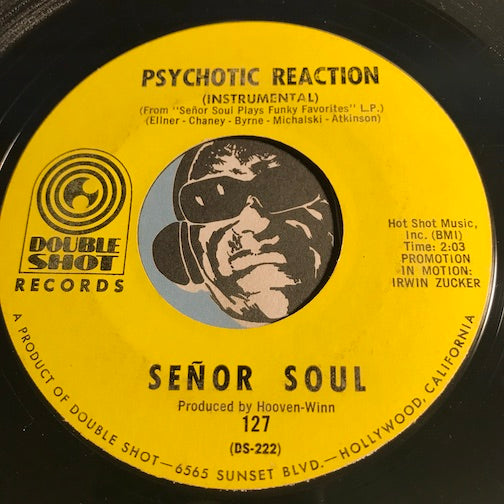 PSYCHOTIC REACTION
(INSTRUMENTAL)
(From "Señor Soul Plays Funky Favorites" L.P.)
(Ellner - Chaney - Byrne - Michalski - Atkinson)
DOUBLE
SHOT
RECORDS
Hot Shot Music,
Inc. (BMI)
Time: 2:03
PROMOTION
IN MOTION:
IRWIN ZUCKER
SEÑOR SOUL
Produced by Hooven-Winn
127
(DS-222)
A PRODUCT OF DOUBLE SHOT—6565 SUNSET BLVD.—HOLLYWOOD, CALIFORNIA